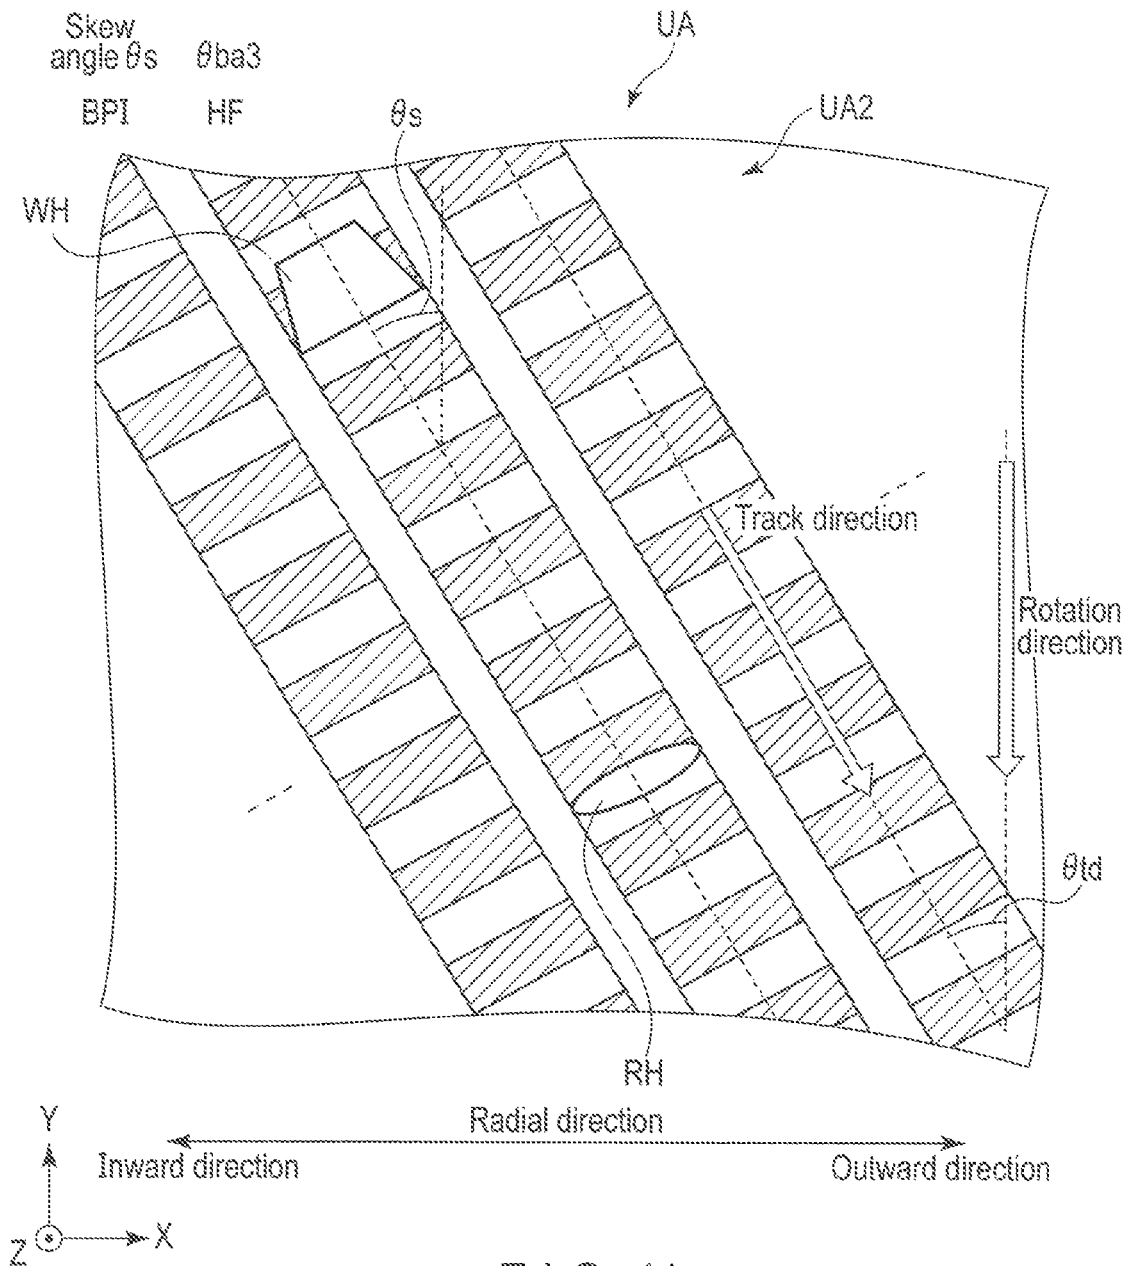 Skew
angle θs θba3
BPI HF
UA
θs
UA2
WH
Track direction
Rotation
direction
θtd
RH
Radial direction
Inward direction
Outward direction
Y
X
Z